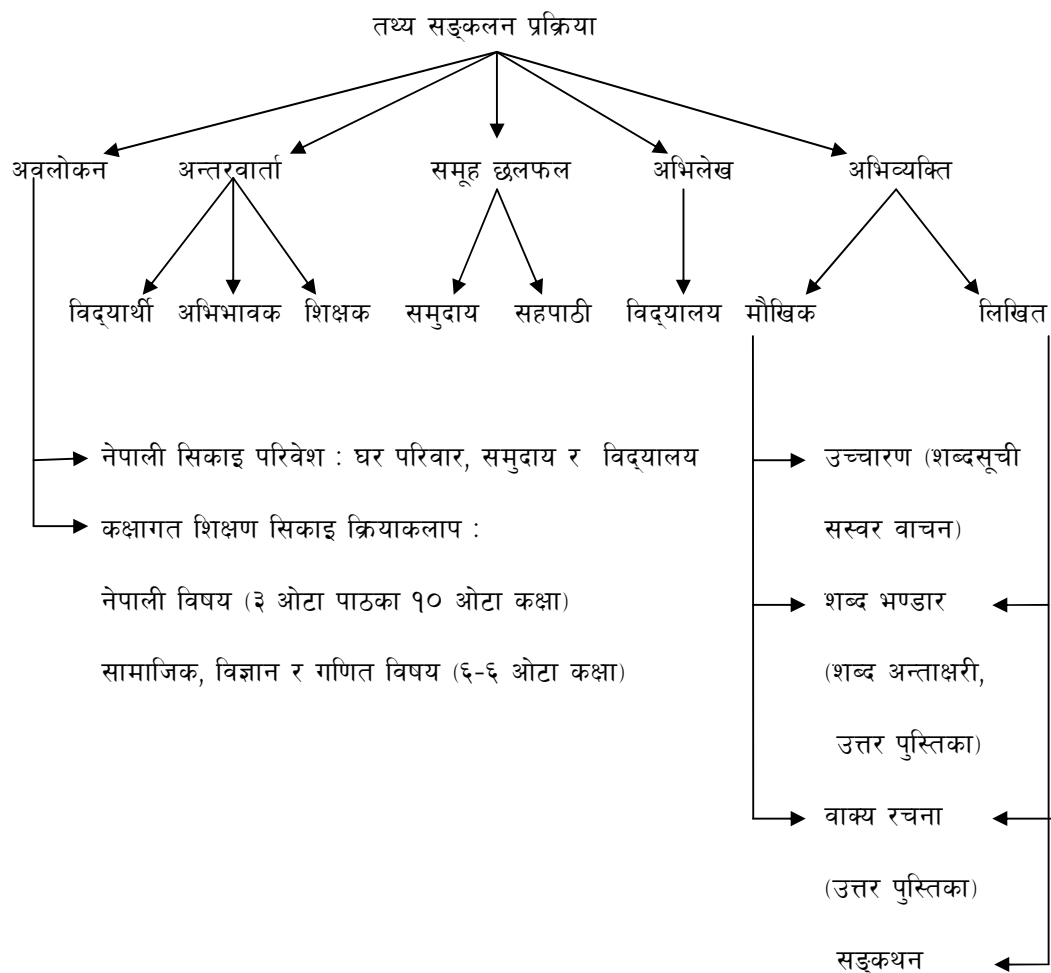 तथ्य सङ्कलन प्रक्रिया
अवलोकन अन्तरवार्ता समूह छलफल अभिलेख अभिव्यक्ति
विद्यार्थी अभिभावक शिक्षक समुदाय सहपाठी विद्यालय मौखिक लिखित
नेपाली सिकाइ परिवेश : घर परिवार, समुदाय र विद्यालय
कक्षागत शिक्षण सिकाइ क्रियाकलाप :
नेपाली विषय (३ ओटा पाठका १० ओटा कक्षा)
सामाजिक, विज्ञान र गणित विषय (६-६ ओटा कक्षा)
उच्चारण (शब्दसूची
सस्वर वाचन)
शब्द भण्डार
(शब्द अन्ताक्षरी,
उत्तर पुस्तिका)
वाक्य रचना
(उत्तर पुस्तिका)
सङ्कथन